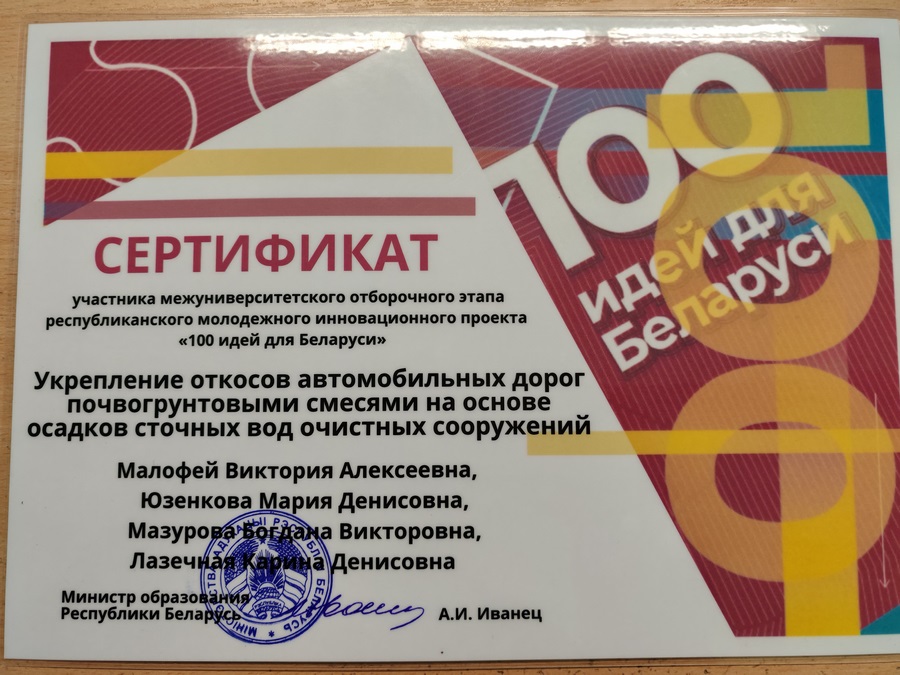 100
идей для
Беларуси
СЕРТИФИКАТ
участника межуниверситетского отборочного этапа
республиканского молодежного инновационного проекта
«100 идей для Беларуси»
Укрепление откосов автомобильных дорог
почвогрунтовыми смесями на основе
осадков сточных вод очистных сооружений
Малофей Виктория Алексеевна,
Юзенкова Мария Денисовна,
Мазурова Богдана Викторовна,
Лазечная Карина Денисовна
Министр образования
Республики Беларусь
А.И. Иванец